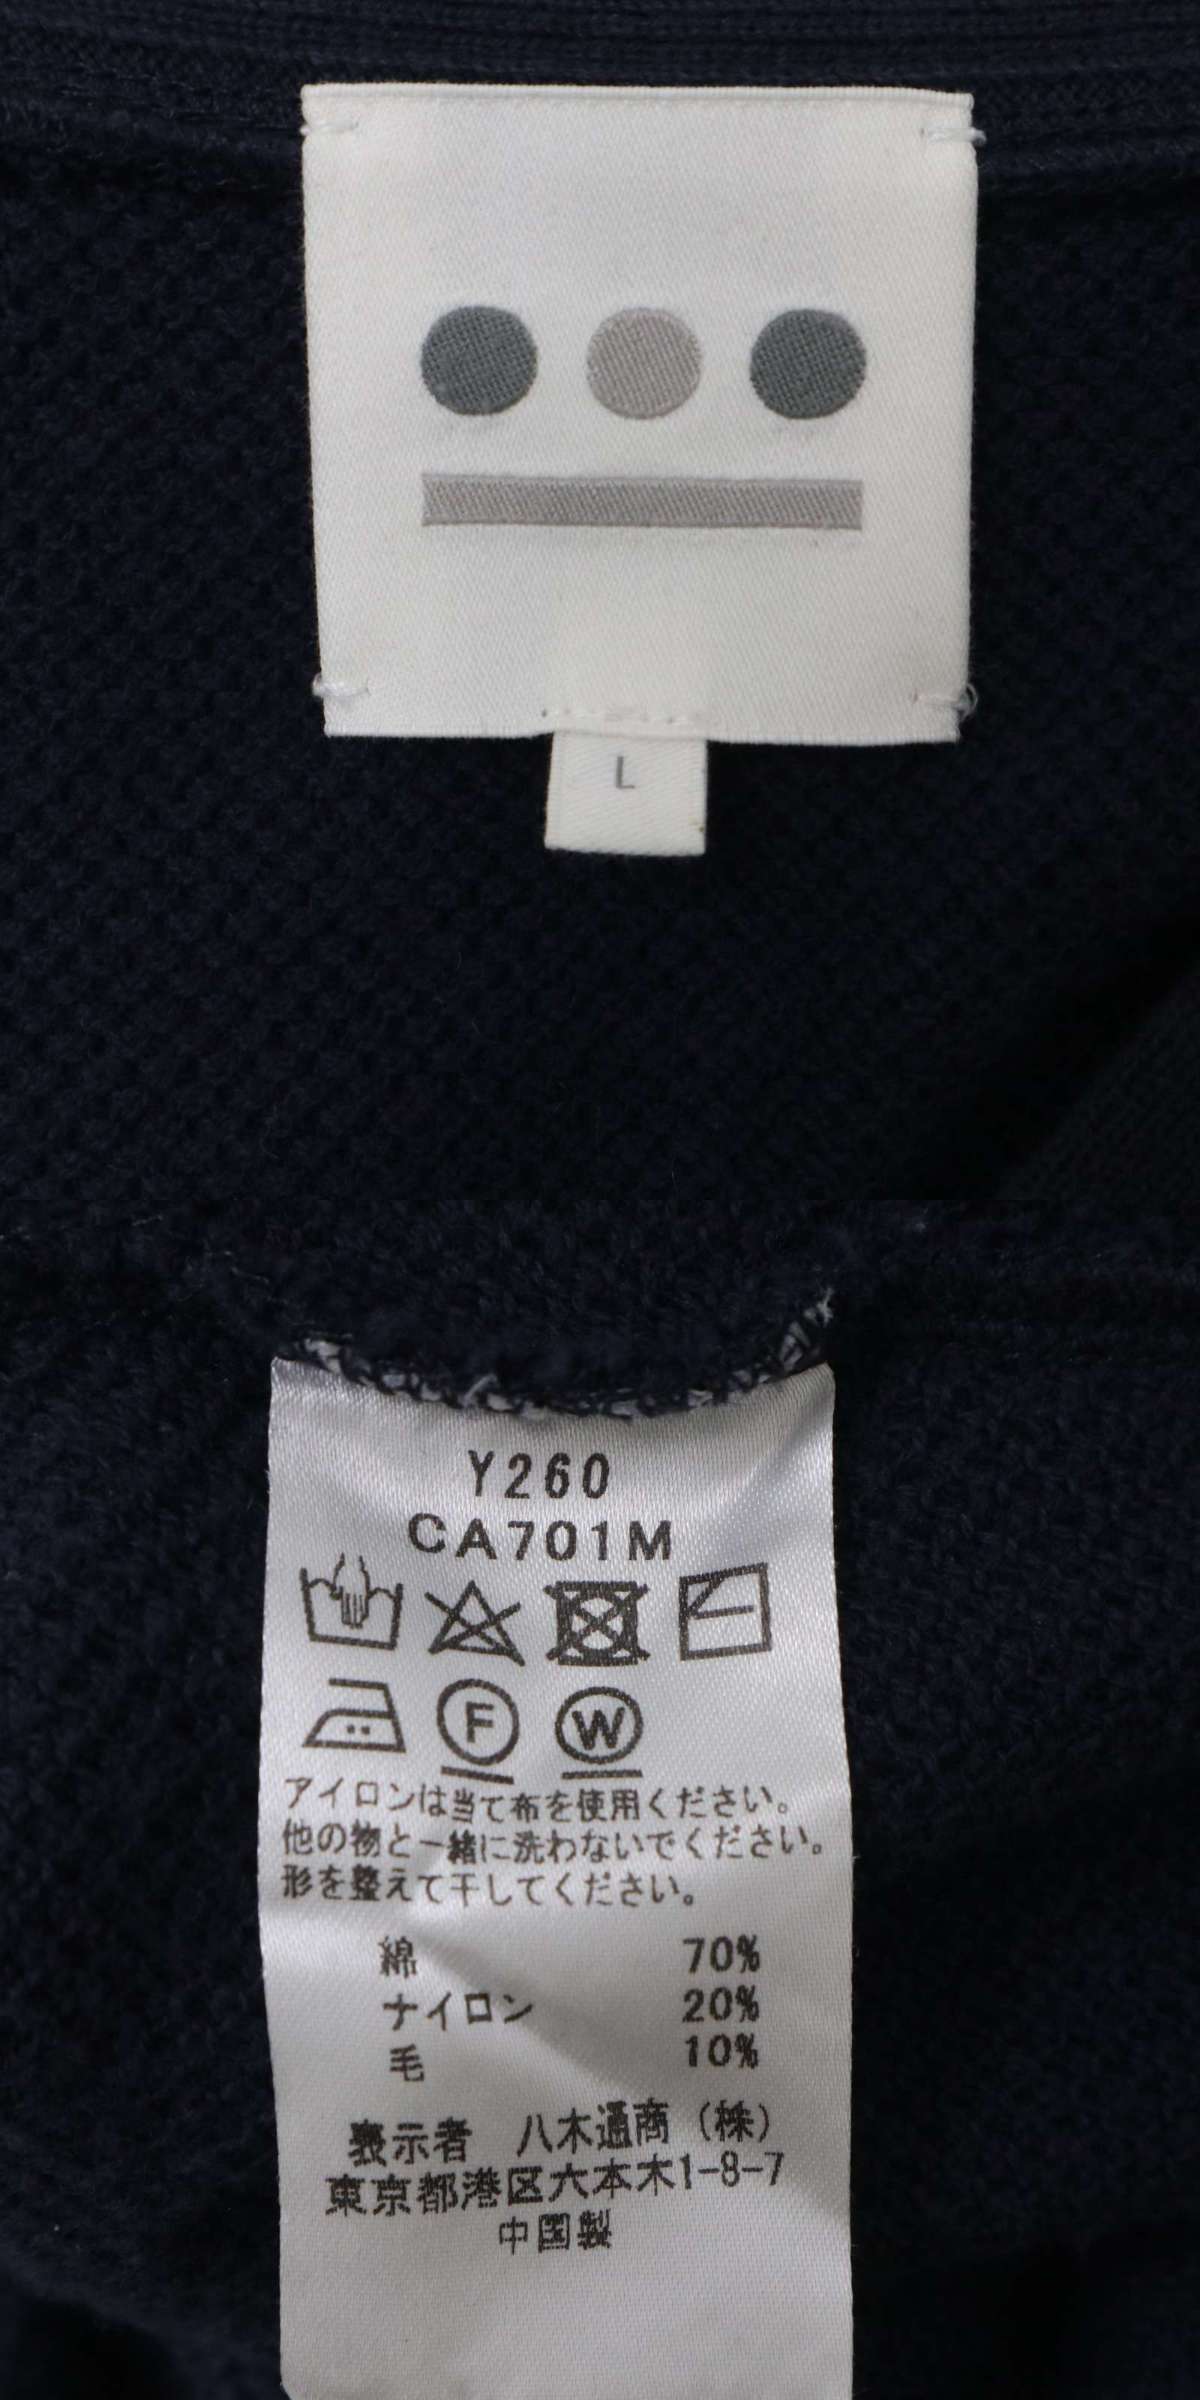 L
Y260
CA701M
F W
アイロンは当て布を使用ください。
他の物と一緒に洗わないでください。
形を整えて干してください。
綿 70%
ナイロン 20%
毛 10%
表示者 八木通商(株)
東京都港区六本木1-8-7
中国製